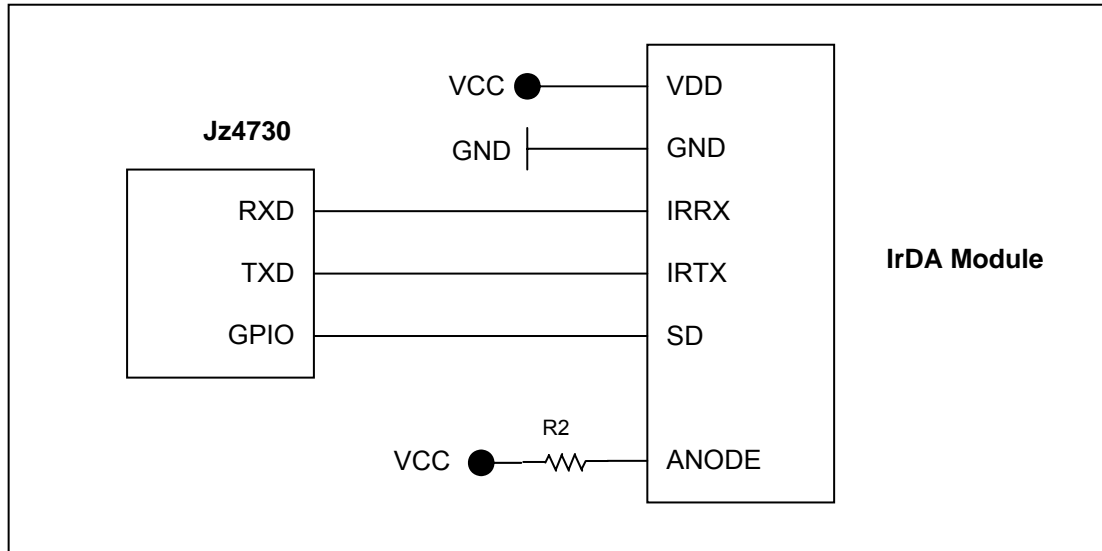 Jz4730
RXD
TXD
GPIO
VCC
GND
VCC
R2
VDD
GND
IRRX
IRTX
SD
ANODE
IrDA Module